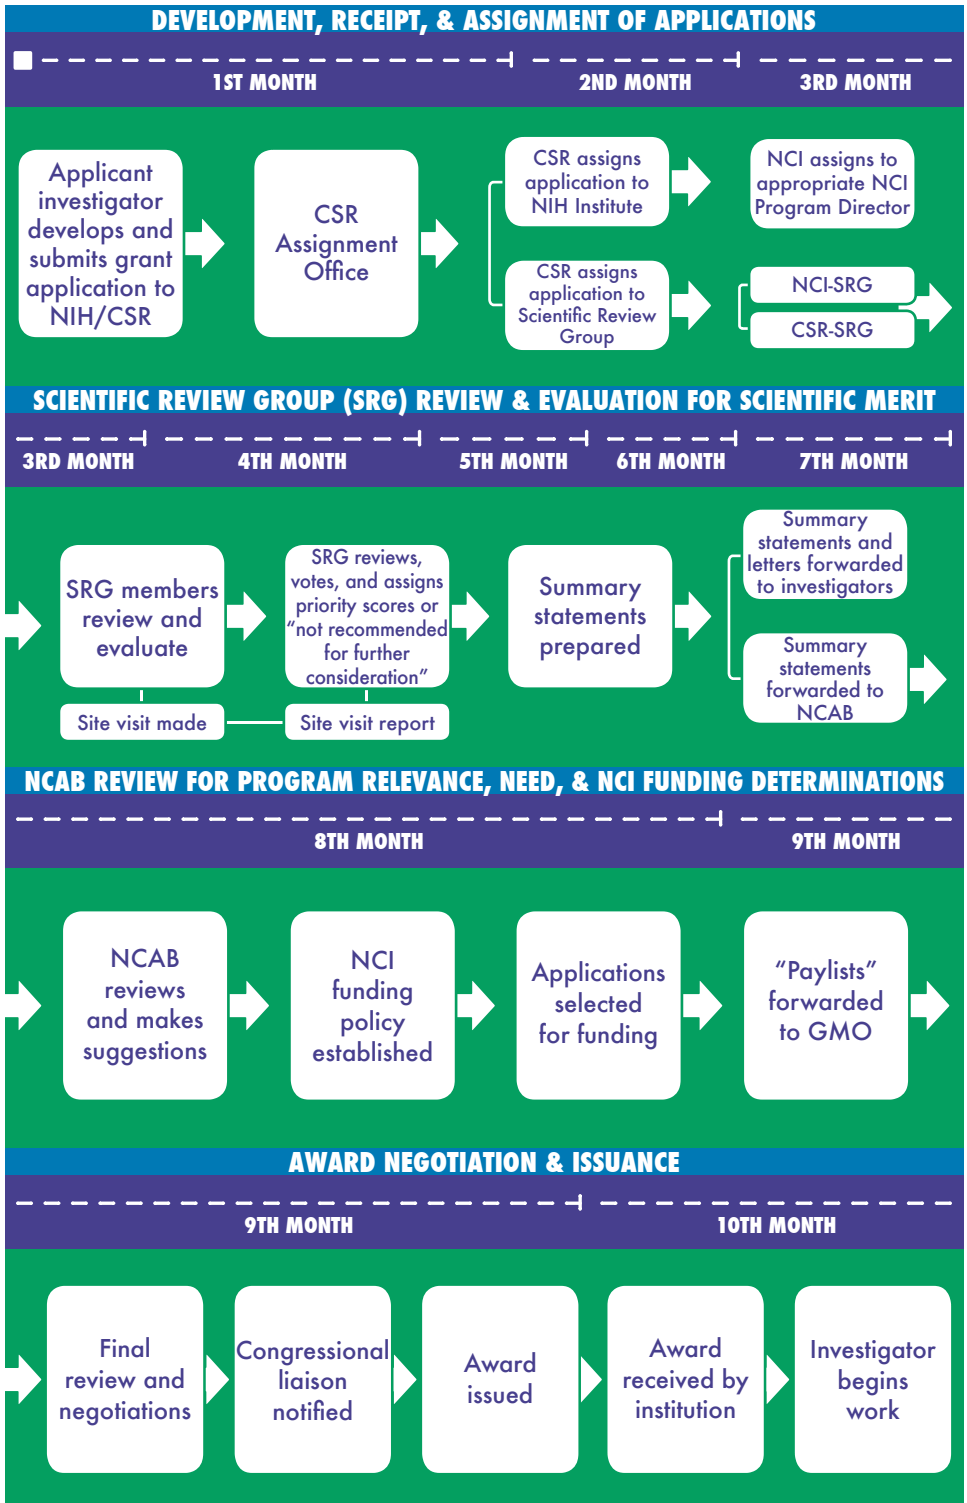 DEVELOPMENT, RECEIPT, & ASSIGNMENT OF APPLICATIONS
1ST MONTH
2ND MONTH
3RD MONTH
Applicant
investigator
develops and
submits grant
application to
NIH/CSR
CSR
Assignment
Office
CSR assigns
application to
NIH Institute
NCI assigns to
appropriate NCI
Program Director
CSR assigns
application to
Scientific Review
Group
NCI-SRG
CSR-SRG
SCIENTIFIC REVIEW GROUP (SRG) REVIEW & EVALUATION FOR SCIENTIFIC MERIT
3RD MONTH
4TH MONTH
5TH MONTH
6TH MONTH
7TH MONTH
SRG members
review and
evaluate
Site visit made
SRG reviews,
votes, and assigns
priority scores or
“not recommended
for further
consideration”
Site visit report
Summary
statements
prepared
Summary
statements and
letters forwarded
to investigators
Summary
statements
forwarded to
NCAB
NCAB REVIEW FOR PROGRAM RELEVANCE, NEED, & NCI FUNDING DETERMINATIONS
8TH MONTH
9TH MONTH
NCAB
reviews
and makes
suggestions
NCI
funding
policy
established
Applications
selected
for funding
“Paylists”
forwarded
to GMO
AWARD NEGOTIATION & ISSUANCE
9TH MONTH
10TH MONTH
Final
review and
negotiations
Congressional
liaison
notified
Award
issued
Award
received by
institution
Investigator
begins
work